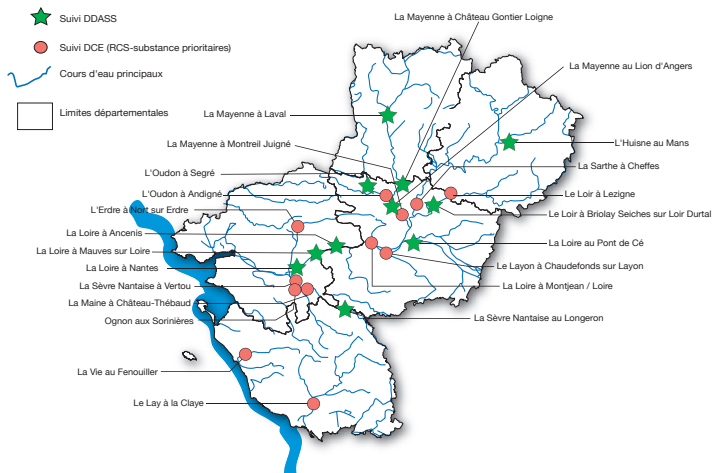 Suivi DDASS
Suivi DCE (RCS-substance prioritaires)
Cours d'eau principaux
Limites départementales
La Mayenne à Château Gontier Loigne
La Mayenne au Lion d'Angers
La Mayenne à Laval
La Mayenne à Montreil Juigné
L'Huisne au Mans
L'Oudon à Segré
La Sarthe à Cheffes
L'Oudon à Andigné
Le Loir à Lezigne
L'Erdre à Nort sur Erdre
Le Loir à Briolay Seiches sur Loir Durtal
La Loire à Ancenis
La Loire au Pont de Cé
La Loire à Mauves sur Loire
La Loire à Nantes
Le Layon à Chaudefonds sur Layon
La Sèvre Nantaise à Vertou
La Loire à Montjean / Loire
La Maine à Château-Thébaud
Ognon aux Sorinières
La Sèvre Nantaise au Longeron
La Vie au Fenouiller
Le Lay à la Claye